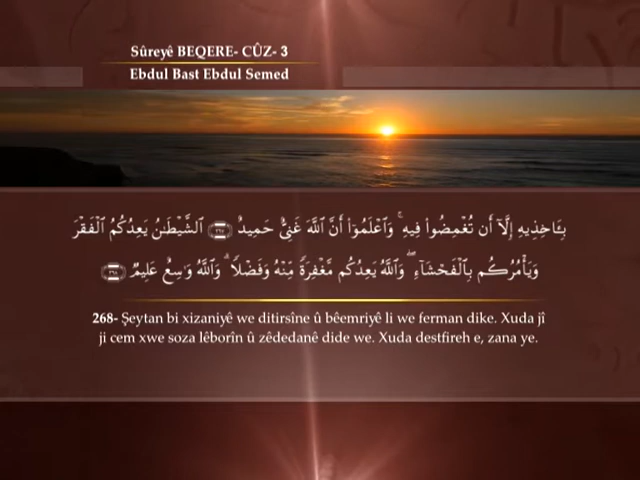 Sûreyê BEQERE- CÛZ- 3
Ebdul Bast Ebdul Semed
بِـَٔاخِذِيهِ إِلَّآ أَن تُغْمِضُوا۟ فِيهِ ۚ وَٱعْلَمُوٓا۟ أَنَّ ٱللَّهَ غَنِىٌّ حَمِيدٌ ﴿٢٦٧﴾ ٱلشَّيْطَـٰنُ يَعِدُكُمُ ٱلْفَقْرَ
وَيَأْمُرُكُم بِٱلْفَحْشَآءِ ۖ وَٱللَّهُ يَعِدُكُم مَّغْفِرَةً مِّنْهُ وَفَضْلًا ۗ وَٱللَّهُ وَٰسِعٌ عَلِيمٌ ﴿٢٦٨﴾
268- Şeytan bi xizaniyê we ditirsîne û bêemriyê li we ferman dike. Xuda jî
ji cem xwe soza lêborîn û zêdedanê dide we. Xuda destfireh e, zana ye.